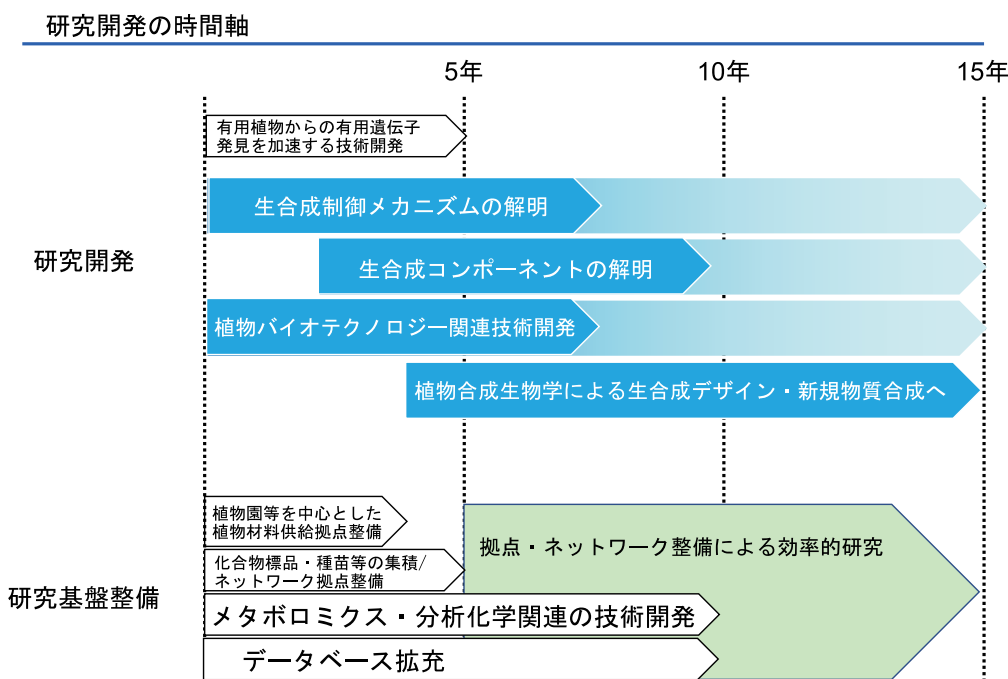 研究開発の時間軸
5年
10年
15年
有用植物からの有用遺伝子
発見を加速する技術開発
生合成制御メカニズムの解明
研究開発
生合成コンポーネントの解明
植物バイオテクノロジー関連技術開発
植物合成生物学による生合成デザイン・新規物質合成へ
植物園等を中心とした
植物材料供給拠点整備
拠点・ネットワーク整備による効率的研究
化合物標品・種苗等の集積/
ネットワーク拠点整備
研究基盤整備
メタボロミクス・分析化学関連の技術開発
データベース拡充